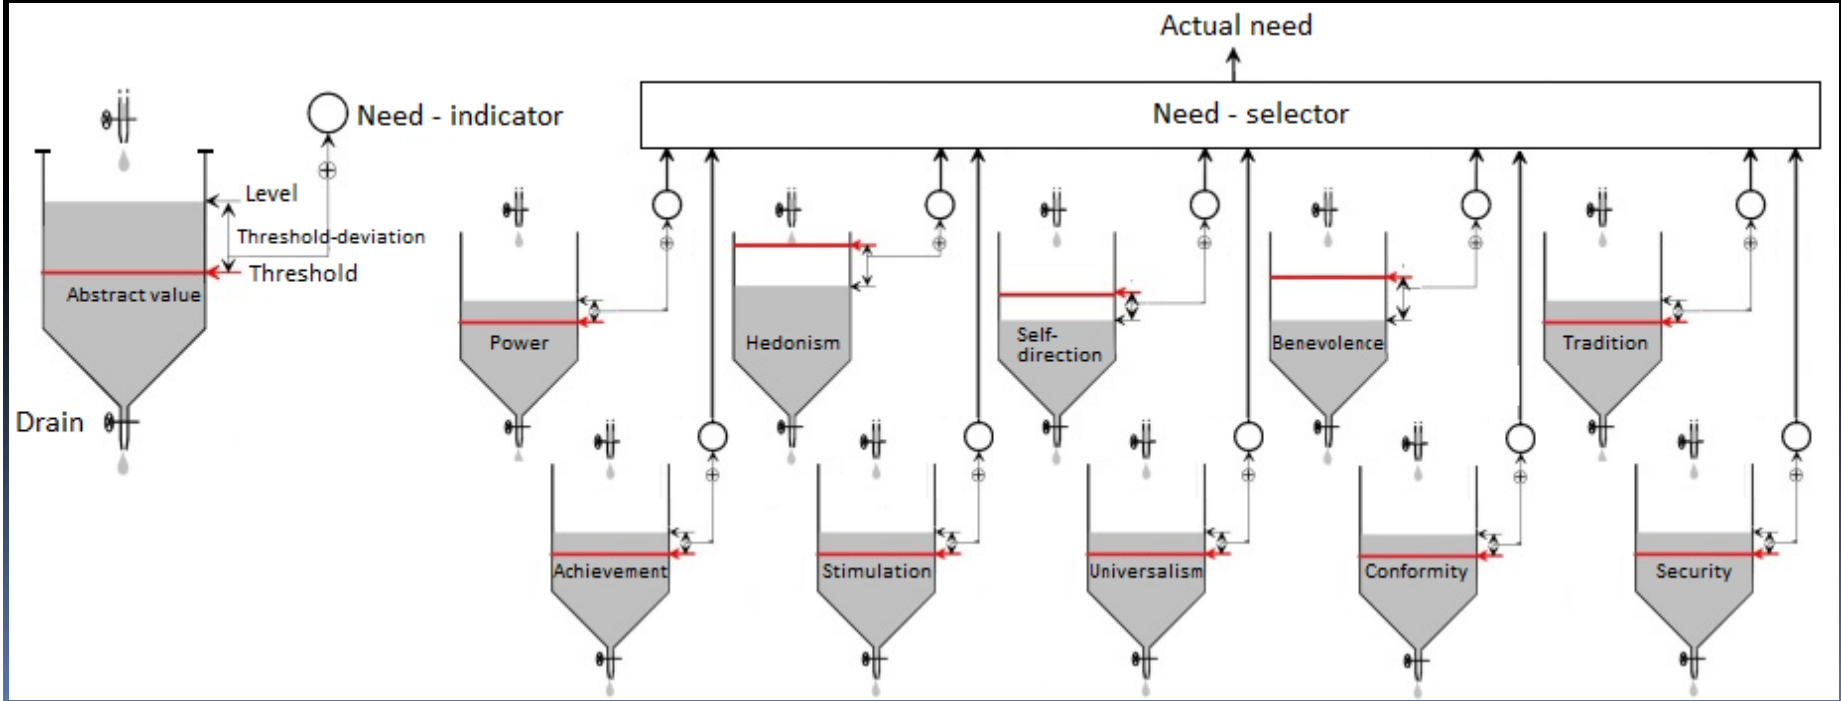 Actual need
Need - selector
Need - indicator
Level
Threshold-deviation
Threshold
Abstract value
Drain
Power
Hedonism
Self-
direction
Benevolence
Tradition
Achievement
Stimulation
Universalism
Conformity
Security